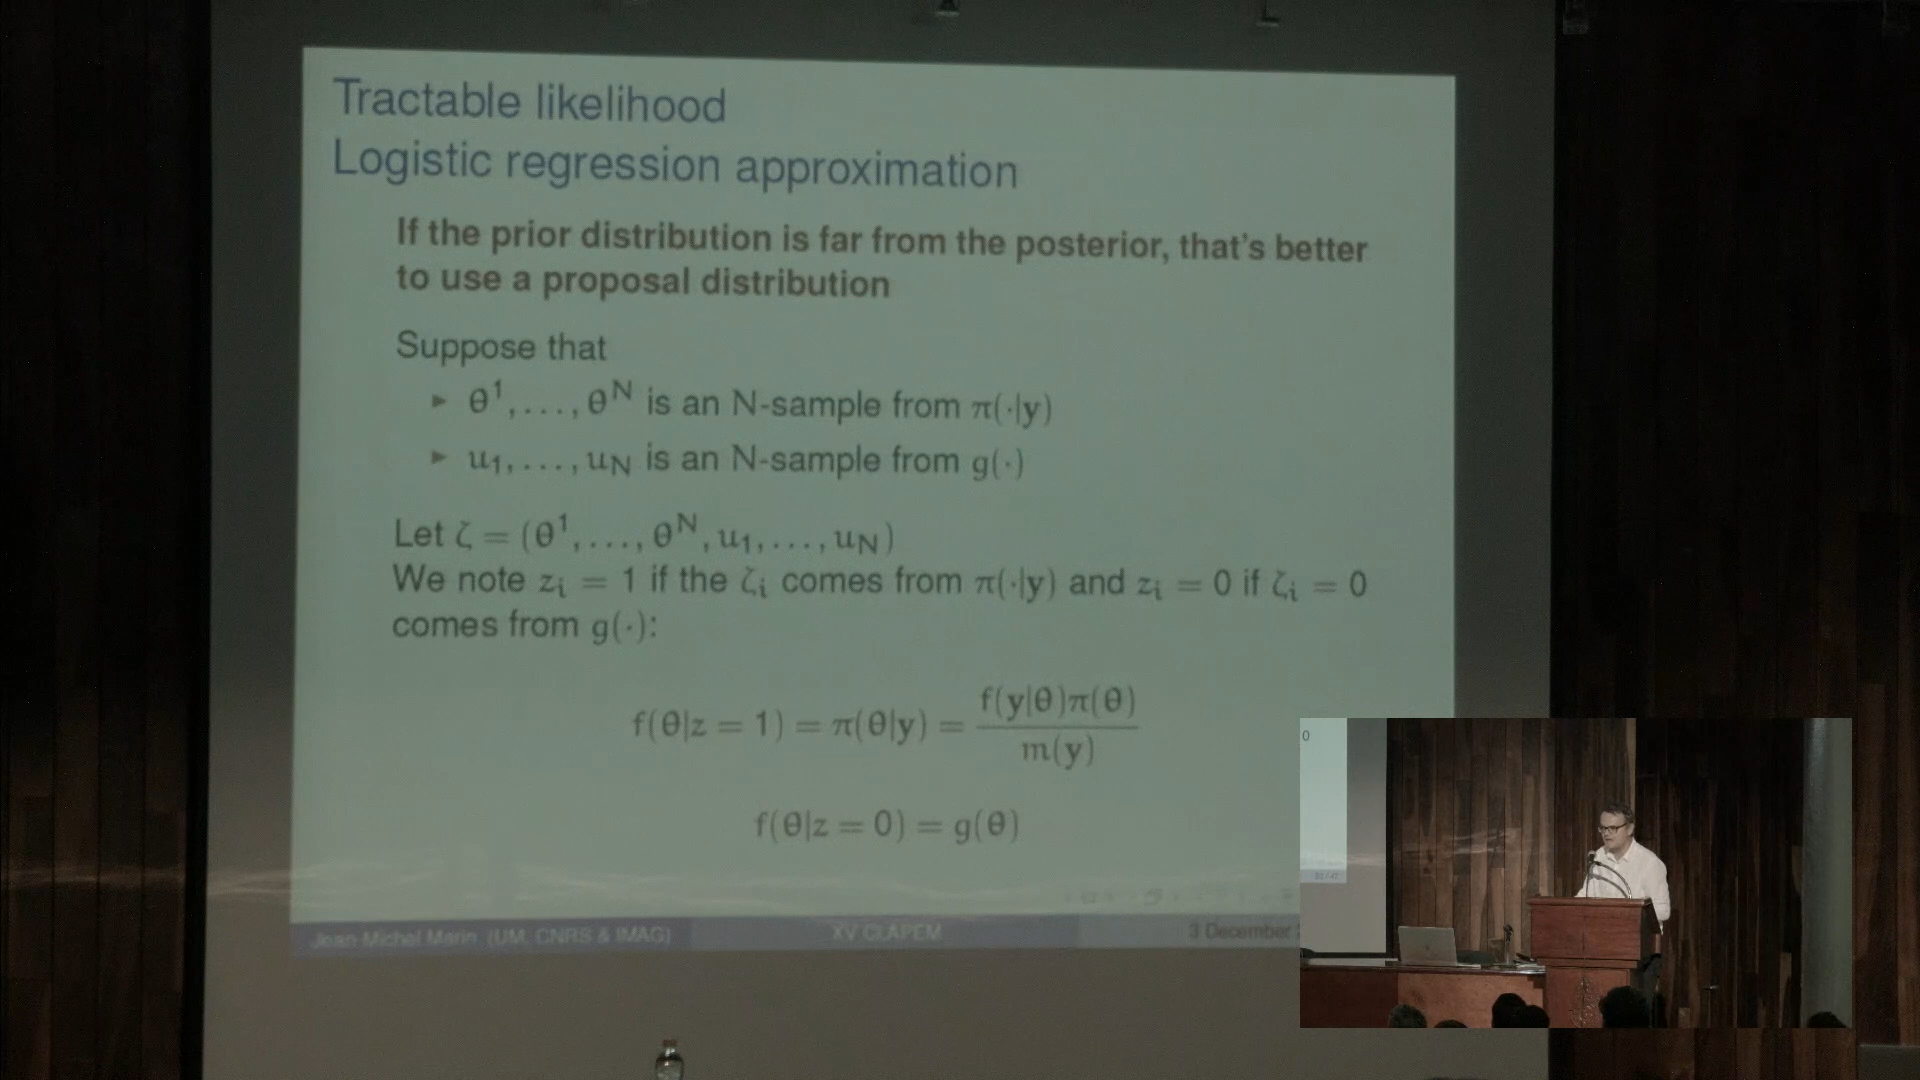 Tractable likelihood
Logistic regression approximation
If the prior distribution is far from the posterior, that's better
to use a proposal distribution
Suppose that
▸ θ¹, . . . , θᴺ is an N-sample from π(·|y)
▸ u₁, . . . , u_N is an N-sample from g(·)
Let ζ = (θ¹, . . . , θᴺ, u₁, . . . , u_N)
We note zᵢ = 1 if the ζᵢ comes from π(·|y) and zᵢ = 0 if ζᵢ = 0
comes from g(·):
f(θ|z = 1) = π(θ|y) = f(y|θ)π(θ) / m(y)
f(θ|z = 0) = g(θ)
Jean-Michel Marin (UM, CNRS & IMAG) XV CLAPEM 3 December
0